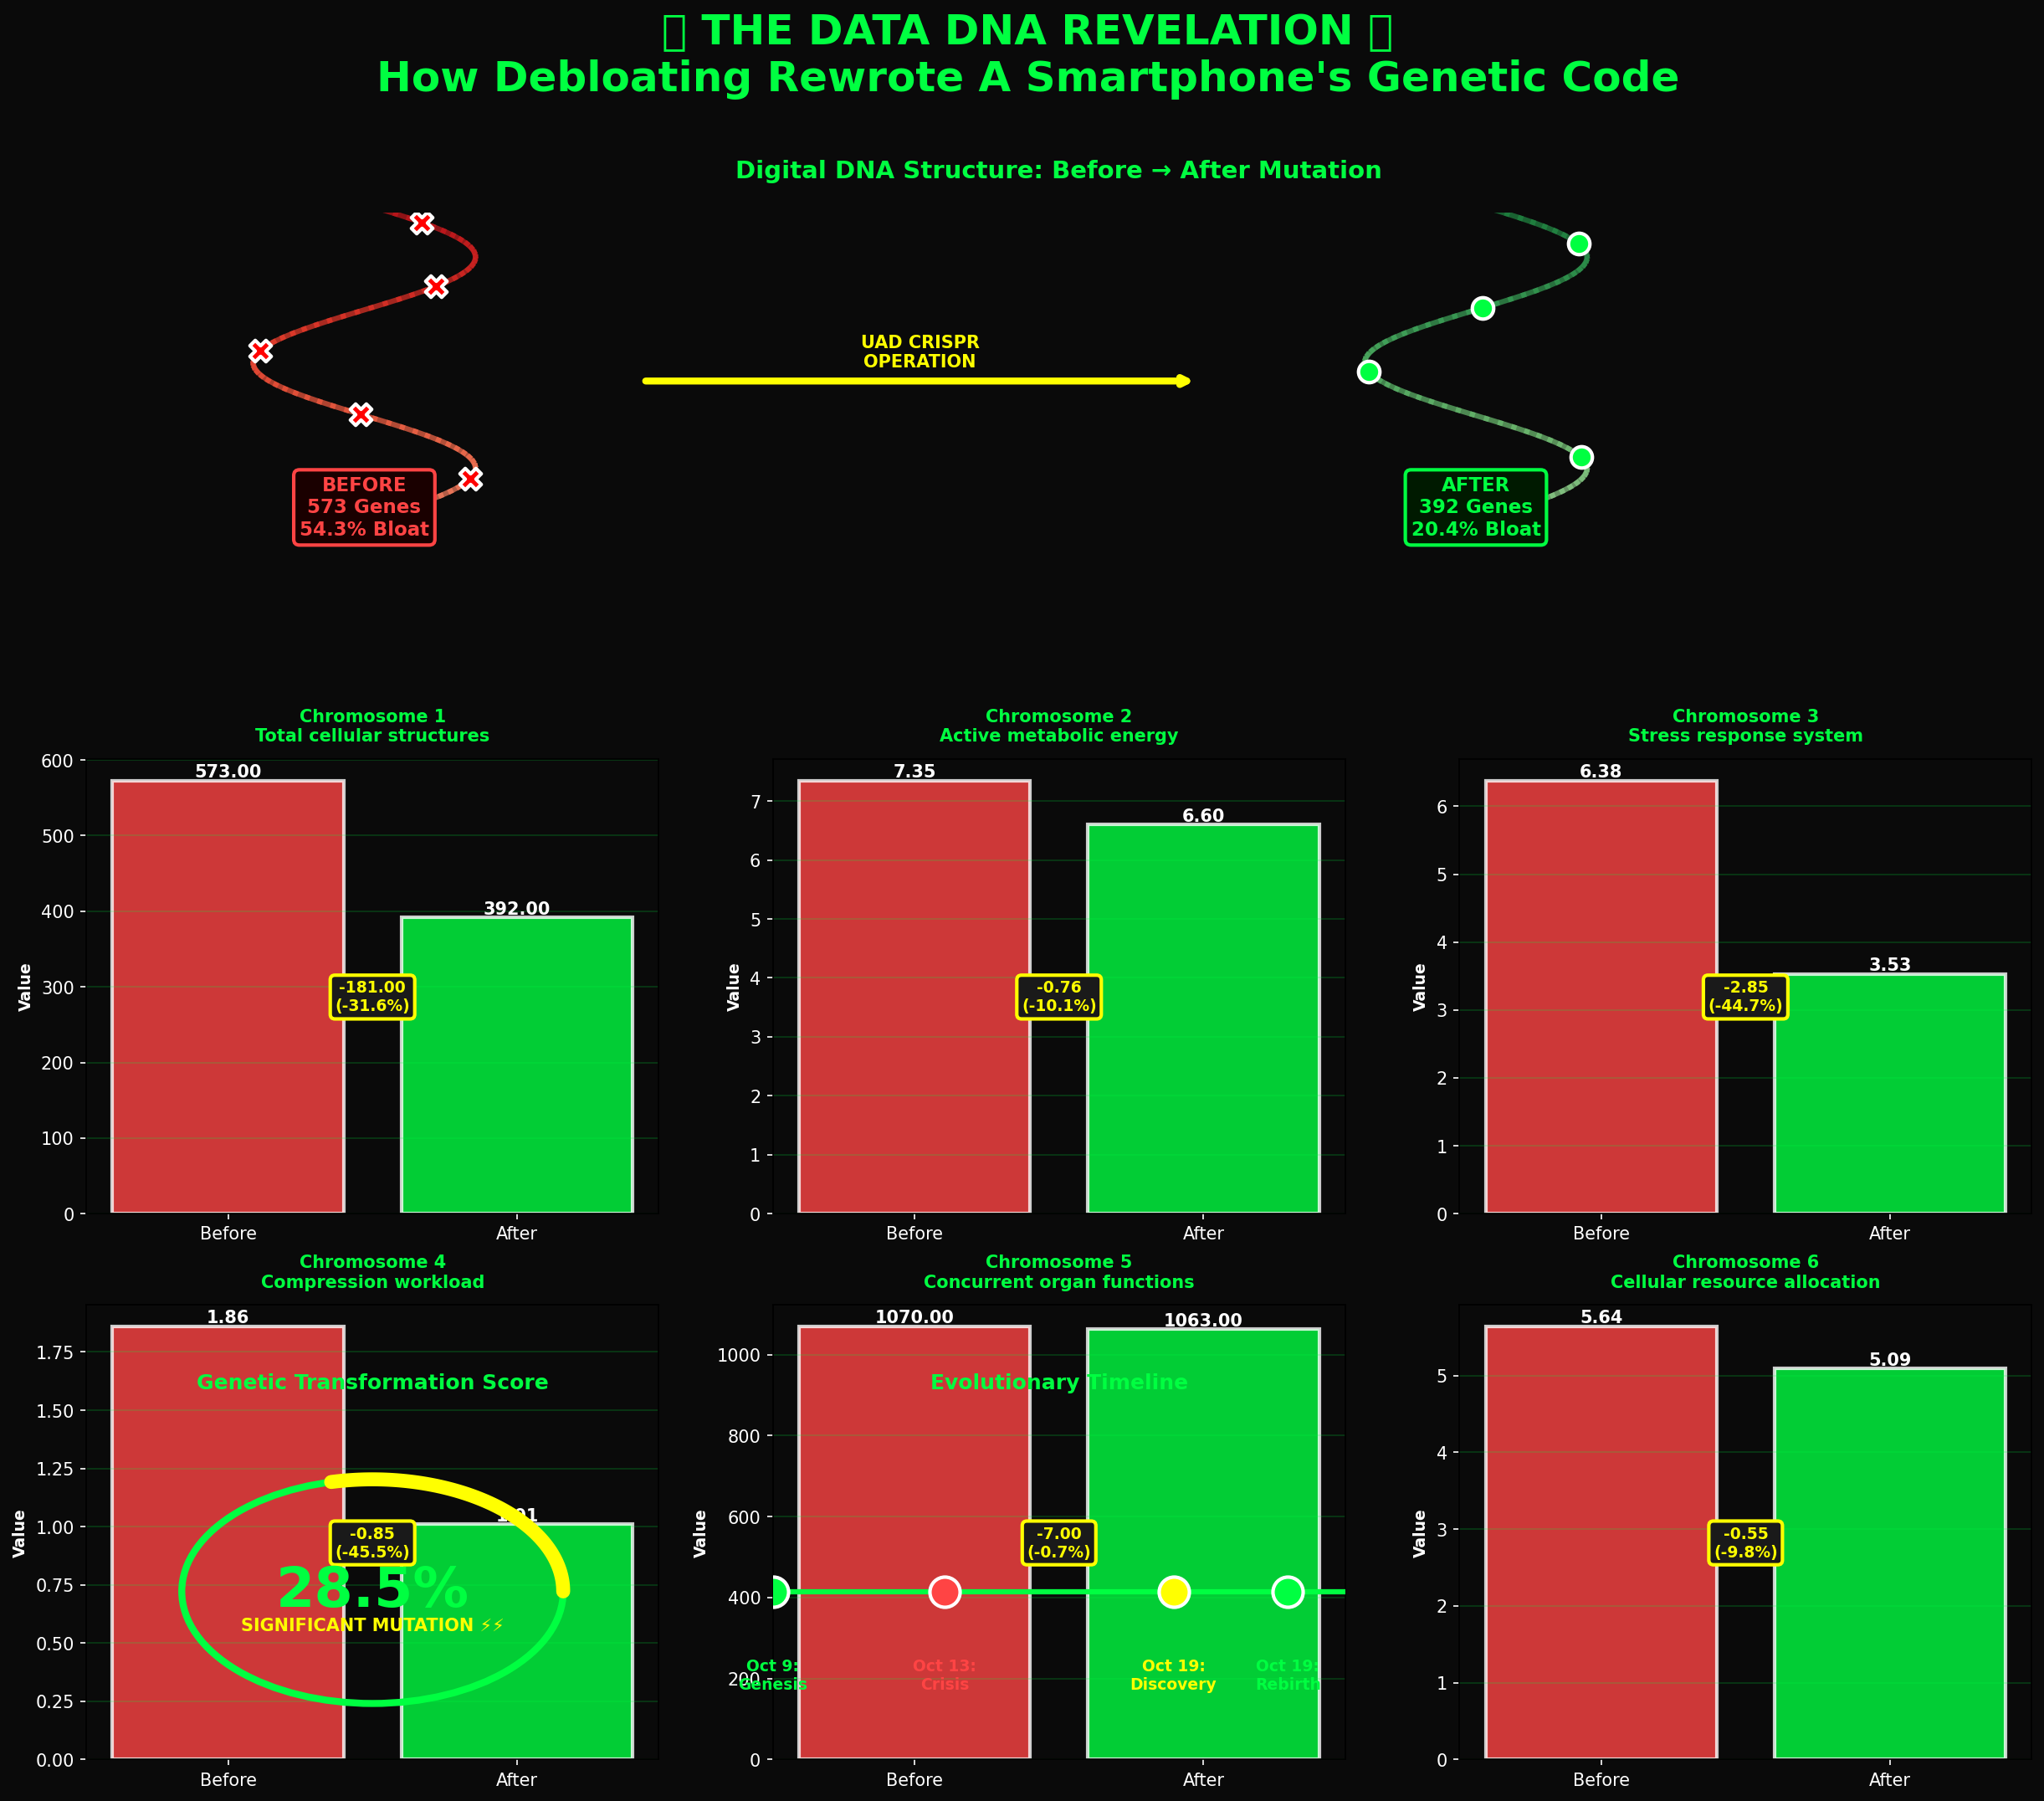 THE DATA DNA REVELATION
How Debloating Rewrote A Smartphone's Genetic Code
Digital DNA Structure: Before → After Mutation
UAD CRISPR
OPERATION
BEFORE
573 Genes
54.3% Bloat
AFTER
392 Genes
20.4% Bloat
Chromosome 1
Total cellular structures
600
500
400
300
200
100
0
Value
573.00
392.00
-181.00
(-31.6%)
Before
After
Chromosome 2
Active metabolic energy
7
6
5
4
3
2
1
0
Value
7.35
6.60
-0.76
(-10.1%)
Before
After
Chromosome 3
Stress response system
6
5
4
3
2
1
0
Value
6.38
3.53
-2.85
(-44.7%)
Before
After
Chromosome 4
Compression workload
1.75
1.50
1.25
1.00
0.75
0.50
0.25
0.00
Value
1.86
Genetic Transformation Score
-0.85
(-45.5%)
28.5%
SIGNIFICANT MUTATION ⚡⚡
Before
After
Chromosome 5
Concurrent organ functions
1000
800
600
400
200
0
Value
1070.00
1063.00
Evolutionary Timeline
-7.00
(-0.7%)
Oct 9:
Genesis
Oct 13:
Crisis
Oct 19:
Discovery
Oct 19:
Rebirth
Before
After
Chromosome 6
Cellular resource allocation
5
4
3
2
1
0
Value
5.64
5.09
-0.55
(-9.8%)
Before
After